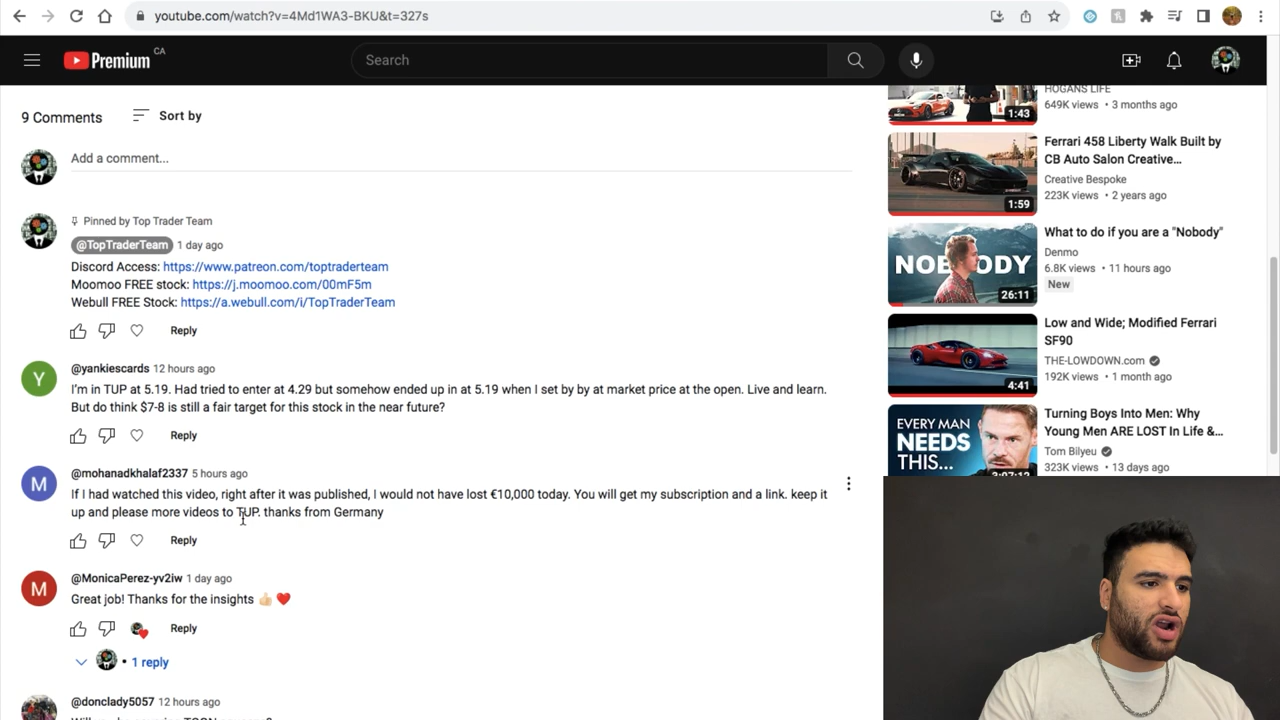 youtube.com/watch?v=4Md1WA3-BKU&t=327s
Premium CA
Search
9 Comments
Sort by
Add a comment...
Pinned by Top Trader Team
@TopTraderTeam 1 day ago
Discord Access: https://www.patreon.com/toptraderteam
Moomoo FREE stock: https://j.moomoo.com/00mF5m
Webull FREE Stock: https://a.webull.com/i/TopTraderTeam
Reply
Y
@yankiescards 12 hours ago
I'm in TUP at 5.19. Had tried to enter at 4.29 but somehow ended up in at 5.19 when I set by by at market price at the open. Live and learn.
But do think $7-8 is still a fair target for this stock in the near future?
Reply
M
@mohanadkhalaf2337 5 hours ago
If I had watched this video, right after it was published, I would not have lost €10,000 today. You will get my subscription and a link. keep it
up and please more videos to TUP. thanks from Germany
Reply
M
@MonicaPerez-yv2iw 1 day ago
Great job! Thanks for the insights 👍🏻 ❤️
Reply
• 1 reply
@donclady5057 12 hours ago
HOGANS LIFE
649K views • 3 months ago
1:43
Ferrari 458 Liberty Walk Built by
CB Auto Salon Creative...
Creative Bespoke
223K views • 2 years ago
1:59
What to do if you are a "Nobody"
Denmo
6.8K views • 11 hours ago
New
NOBODY
26:11
Low and Wide; Modified Ferrari
SF90
THE-LOWDOWN.com
192K views • 1 month ago
4:41
Turning Boys Into Men: Why
Young Men ARE LOST In Life &...
Tom Bilyeu
323K views • 13 days ago
EVERY MAN
NEEDS
THIS...